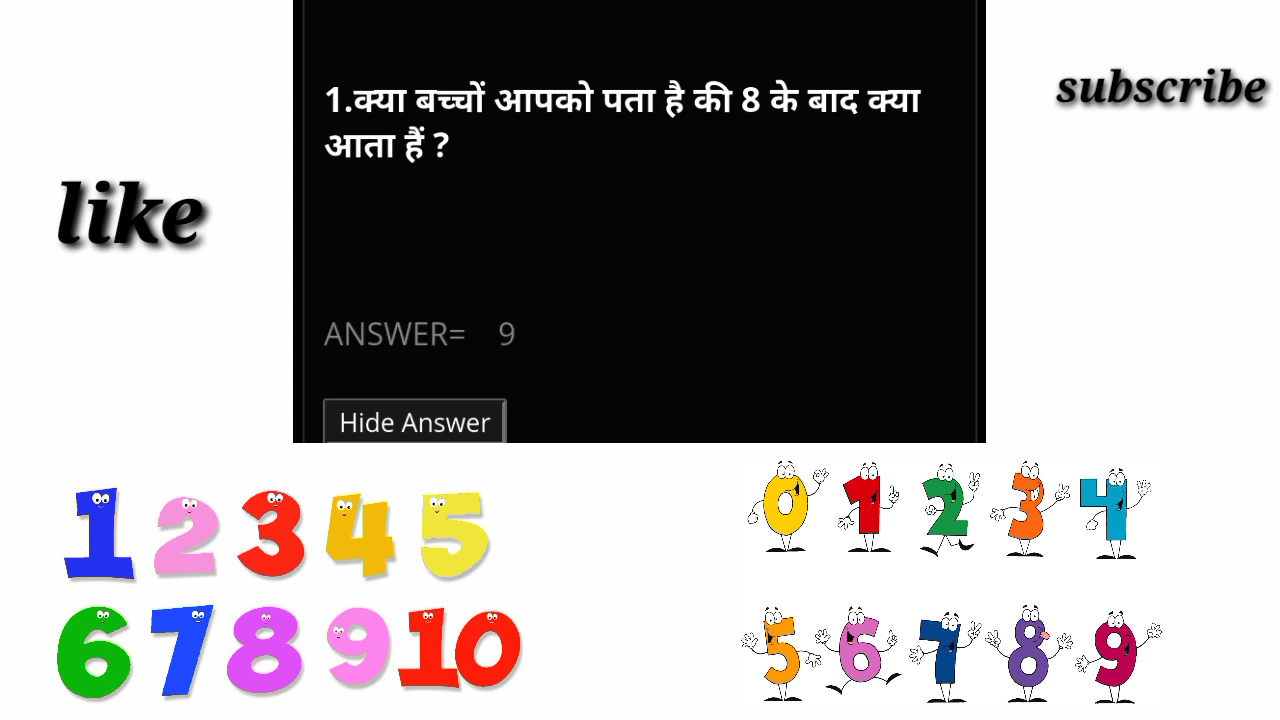 subscribe
1.क्या बच्चों आपको पता है की 8 के बाद क्या
आता हैं ?
like
ANSWER= 9
Hide Answer
1 2 3 4 5
6 7 8 9 10
0 1 2 3 4
5 6 7 8 9